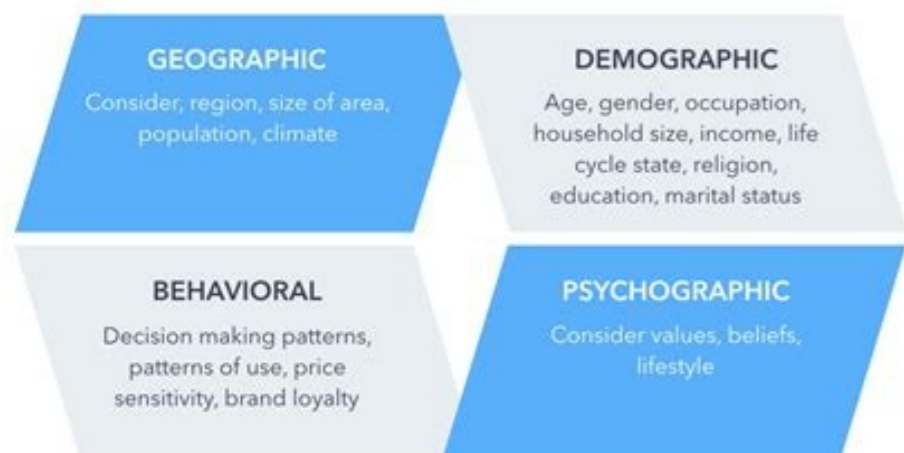 GEOGRAPHIC
Consider, region, size of area,
population, climate
DEMOGRAPHIC
Age, gender, occupation,
household size, income, life
cycle state, religion,
education, marital status
BEHAVIORAL
Decision making patterns,
patterns of use, price
sensitivity, brand loyalty
PSYCHOGRAPHIC
Consider values, beliefs,
lifestyle